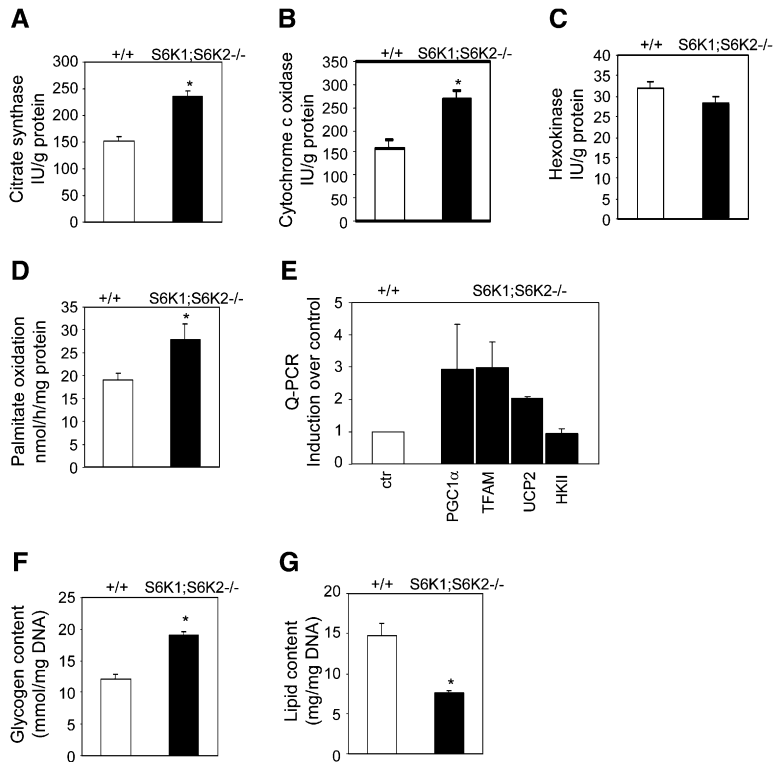 A
+/+ S6K1;S6K2-/-
Citrate synthase
IU/g protein
300
250
200
150
100
50
0
*
B
+/+ S6K1;S6K2-/-
Cytochrome c oxidase
IU/g protein
350
300
250
200
150
100
50
0
*
C
+/+ S6K1;S6K2-/-
Hexokinase
IU/g protein
40
35
30
25
20
15
10
5
0
D
+/+ S6K1;S6K2-/-
Palmitate oxidation
nmol/h/mg protein
35
30
25
20
15
10
5
0
*
E
+/+ S6K1;S6K2-/-
Q-PCR
Induction over control
5
4
3
2
1
0
ctr
PGC1α
TFAM
UCP2
HKII
F
+/+ S6K1;S6K2-/-
Glycogen content
(mmol/mg DNA)
25
20
15
10
5
0
*
G
+/+ S6K1;S6K2-/-
Lipid content
(mg/mg DNA)
20
15
10
5
0
*